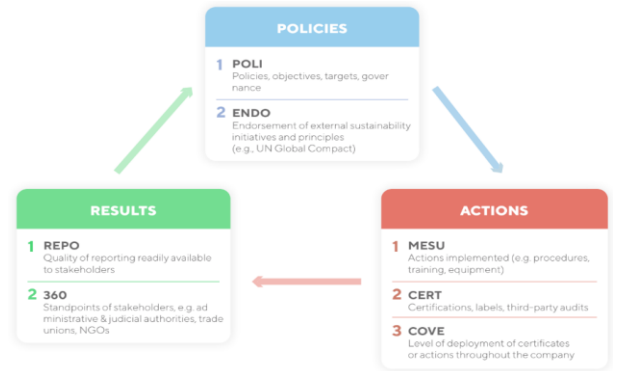 POLICIES
1 POLI
Policies, objectives, targets, gover
nance
2 ENDO
Endorsement of external sustainability
initiatives and principles
(e.g., UN Global Compact)
RESULTS
1 REPO
Quality of reporting readily available
to stakeholders
2 360
Standpoints of stakeholders, e.g. ad
ministrative & judicial authorities, trade
unions, NGOs
ACTIONS
1 MESU
Actions implemented (e.g. procedures,
training, equipment)
2 CERT
Certifications, labels, third-party audits
3 COVE
Level of deployment of certificates
or actions throughout the company